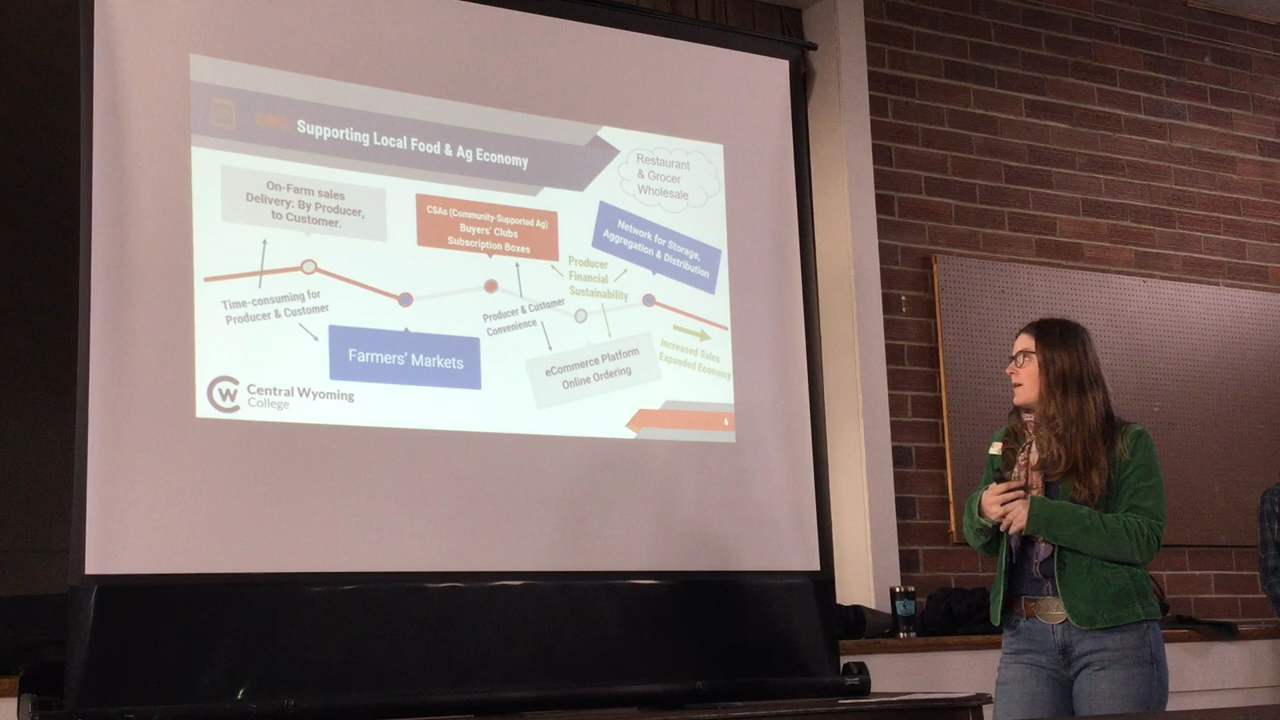 Supporting Local Food & Ag Economy
Restaurant
& Grocer
Wholesale
On-Farm sales
Delivery: By Producer,
to Customer.
CSAs (Community-Supported Ag)
Buyers' Clubs
Subscription Boxes
Network for Storage,
Aggregation & Distribution
Producer
Financial
Sustainability
Time-consuming for
Producer & Customer
Producer & Customer
Convenience
Farmers' Markets
eCommerce Platform
Online Ordering
Increased Sales
Expanded Economy
CW
Central Wyoming
College
6